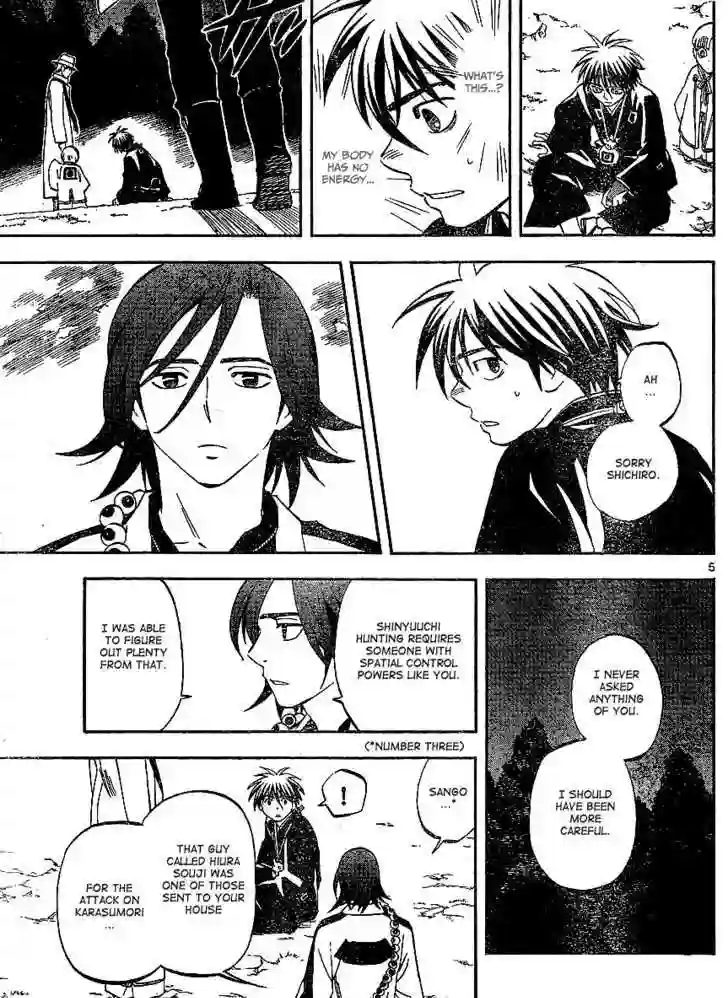 WHAT'S
THIS...?
MY BODY
HAS NO
ENERGY...
AH
...
SORRY
SHICHIRO.
5
I NEVER
ASKED
ANYTHING
OF YOU.
I SHOULD
HAVE BEEN
MORE
CAREFUL.
SHINYUUCHI
HUNTING REQUIRES
SOMEONE WITH
SPATIAL CONTROL
POWERS LIKE YOU.
I WAS ABLE
TO FIGURE
OUT PLENTY
FROM THAT.
(*NUMBER THREE)
SANGO
...*
!
THAT GUY
CALLED HIURA
SOUJI WAS
ONE OF THOSE
SENT TO YOUR
HOUSE
FOR THE
ATTACK ON
KARASUMORI
...